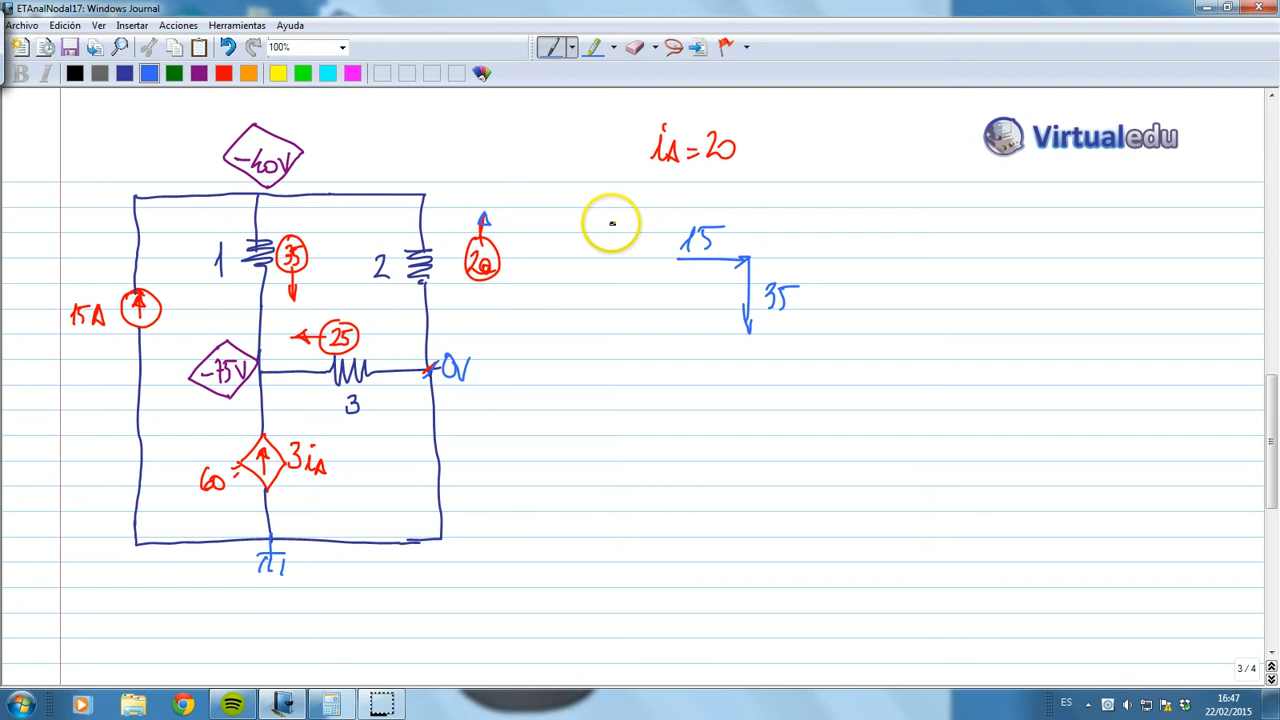 ETAnalNodal17: Windows Journal
Archivo Edición Ver Insertar Acciones Herramientas Ayuda
100%
B I
Virtualedu
-40V
iA=20
1
35
2
20
15
35
15A
25
-75V
0V
3
60=
3iA
3 / 4
ES
16:47
22/02/2015